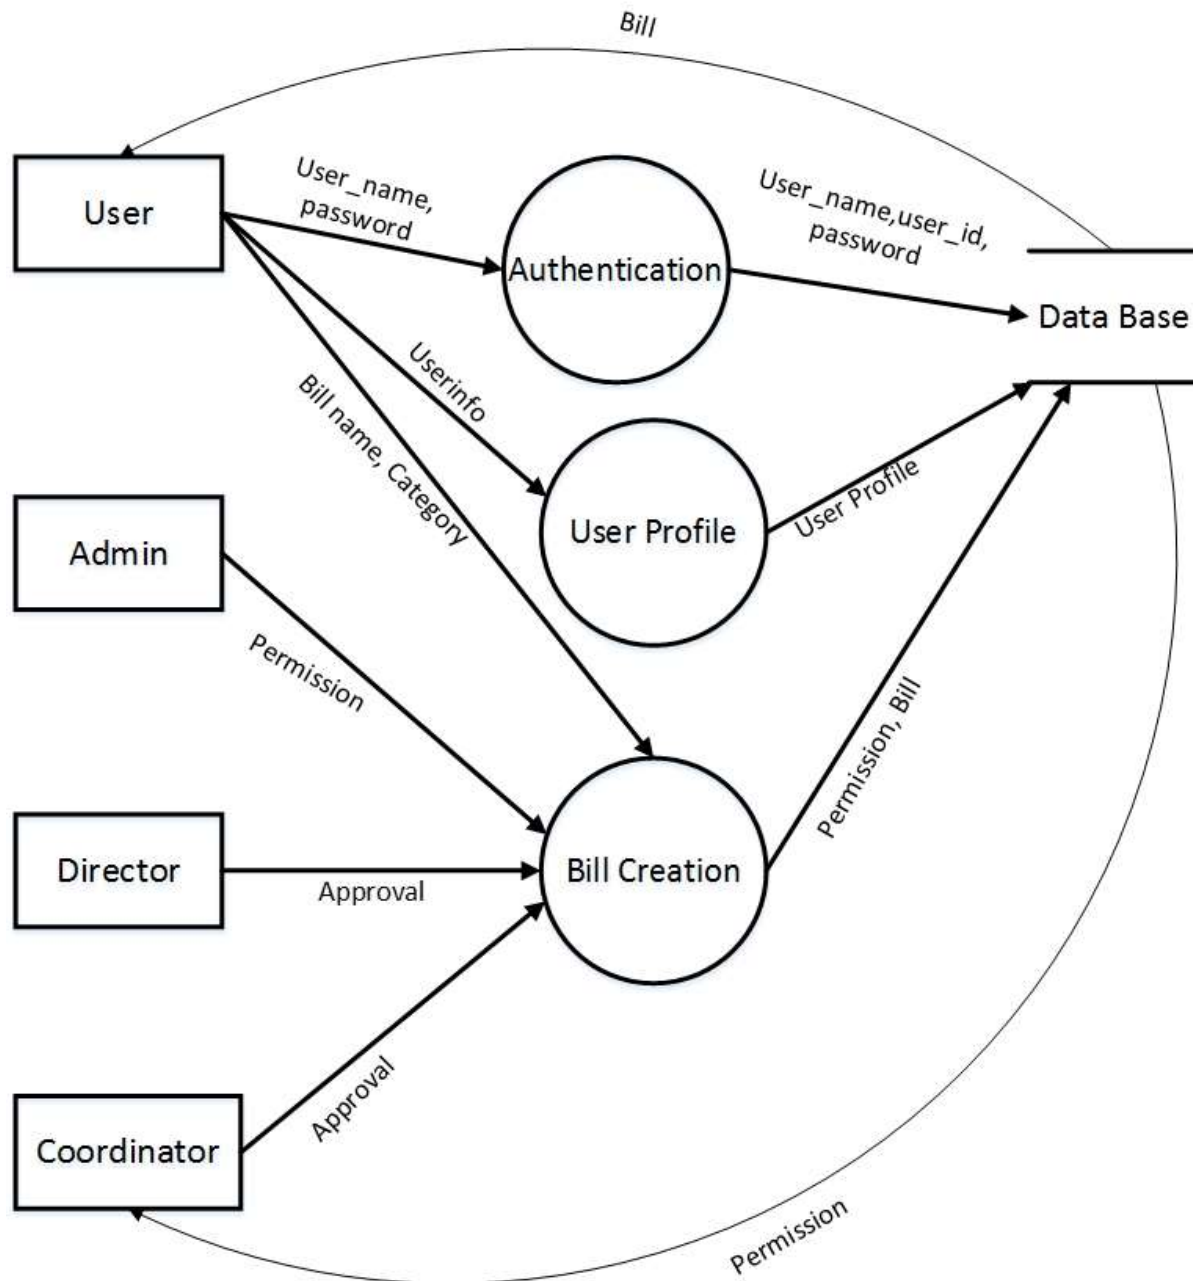 Bill
User
User_name,
password
Authentication
User_name,user_id,
password
Data Base
Userinfo
Bill name, Category
User Profile
User Profile
Admin
Permission
Permission, Bill
Director
Approval
Bill Creation
Approval
Coordinator
Permission